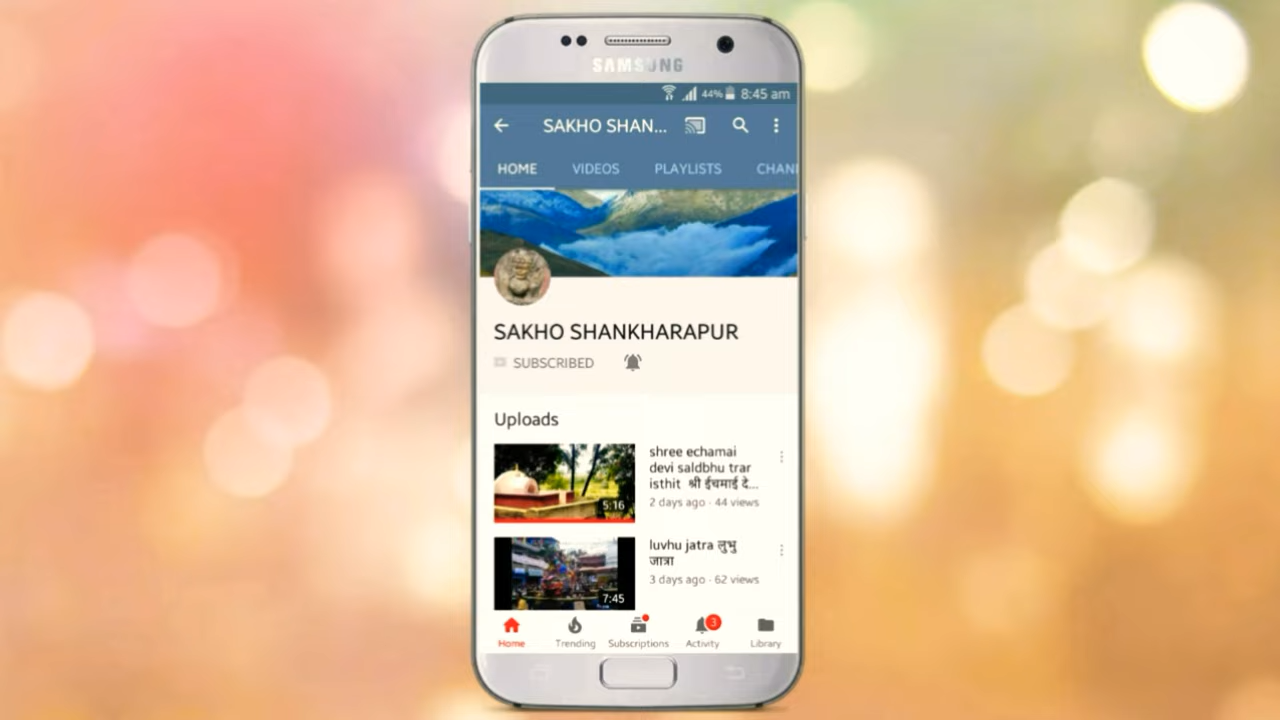 SAMSUNG
44% 8:45 am
SAKHO SHAN...
HOME VIDEOS PLAYLISTS CHANI
SAKHO SHANKHARAPUR
SUBSCRIBED
Uploads
shree echamai
devi saldbhu trar
isthit श्री ईचमाई दे...
5:16
2 days ago · 44 views
luvhu jatra लुभु
जात्रा
3 days ago · 62 views
7:45
3
Home Trending Subscriptions Activity Library